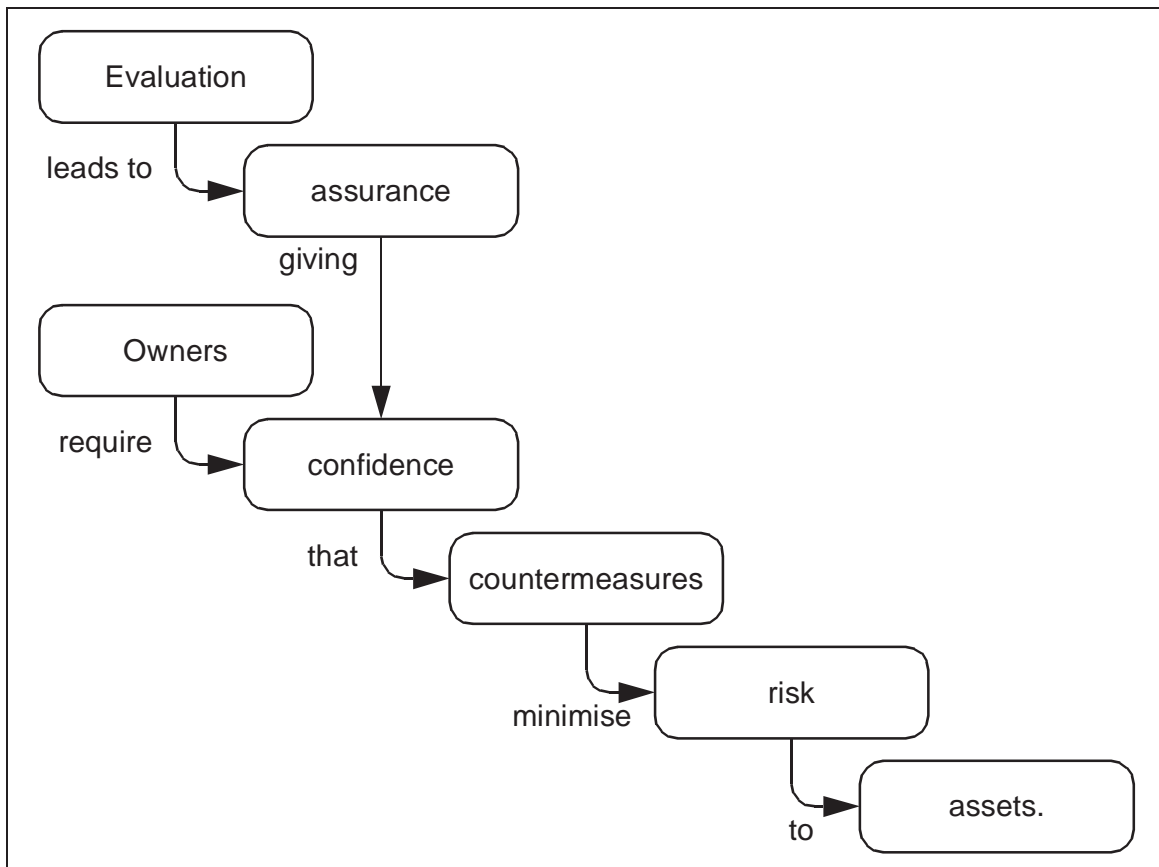 Evaluation
leads to
assurance
giving
Owners
require
confidence
that
countermeasures
minimise
risk
to
assets.